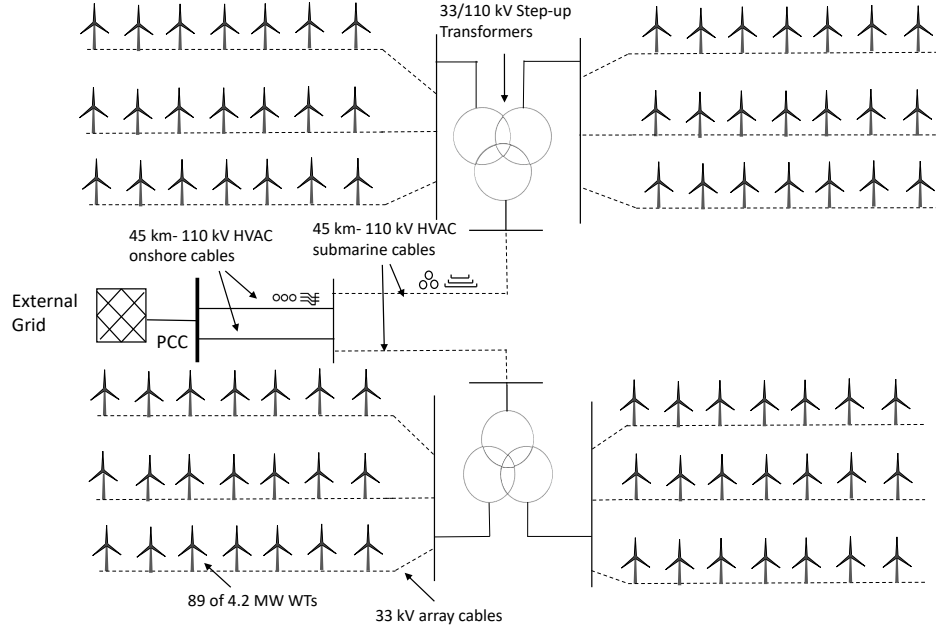 33/110 kV Step-up
Transformers
45 km- 110 kV HVAC
onshore cables
45 km- 110 kV HVAC
submarine cables
External
Grid
PCC
89 of 4.2 MW WTs
33 kV array cables